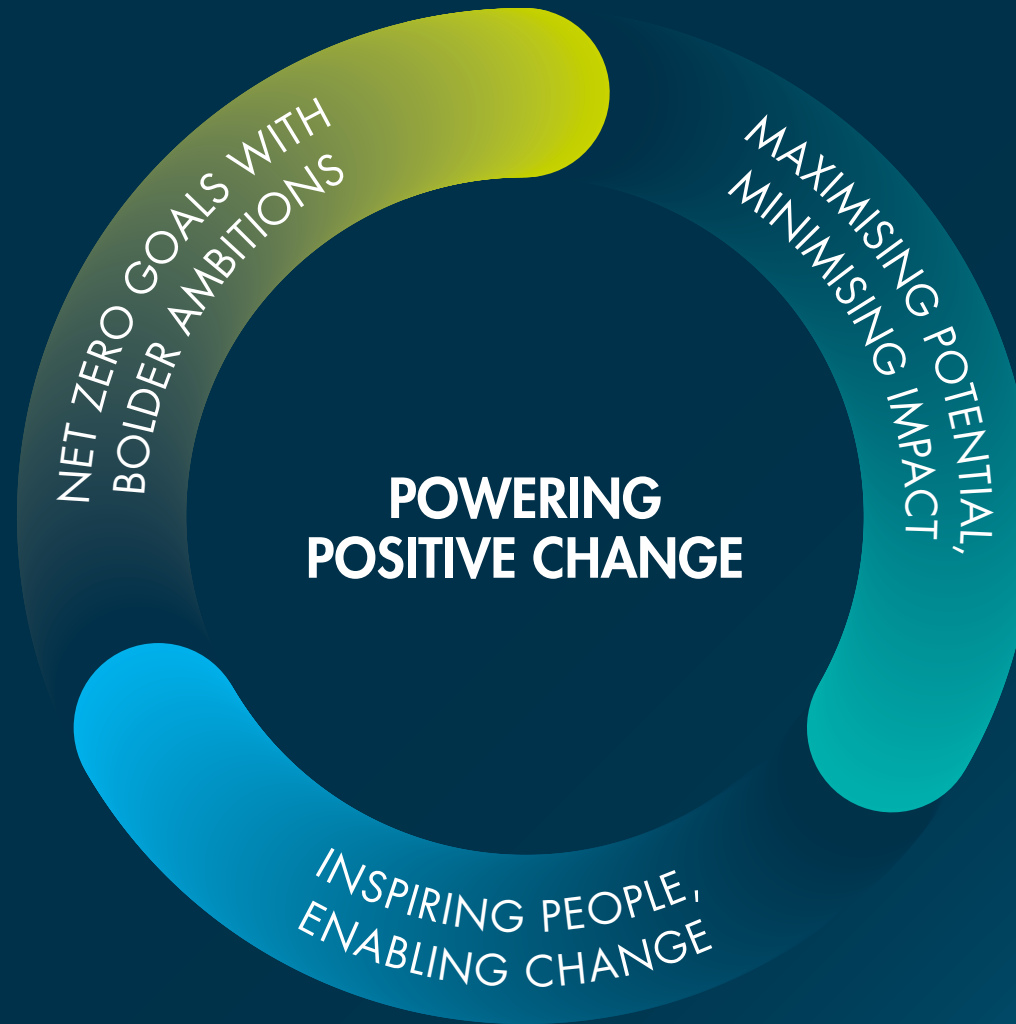 NET ZERO GOALS WITH
BOLDER AMBITIONS
MAXIMISING POTENTIAL,
MINIMISING IMPACT
POWERING
POSITIVE CHANGE
INSPIRING PEOPLE,
ENABLING CHANGE